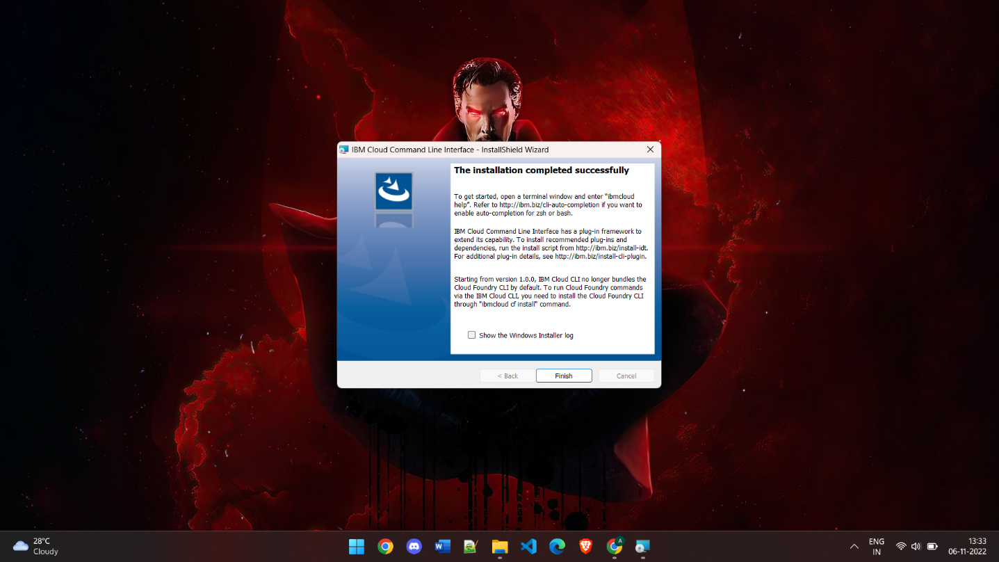 IBM Cloud Command Line Interface - InstallShield Wizard
The installation completed successfully
To get started, open a terminal window and enter “ibmcloud
help”. Refer to http://ibm.biz/cli-auto-completion if you want to
enable auto-completion for zsh or bash.
IBM Cloud Command Line Interface has a plug-in framework to
extend its capability. To install recommended plug-ins and
dependencies, run the install script from http://ibm.biz/install-idt.
For additional plug-in details, see http://ibm.biz/install-cli-plugin.
Starting from version 1.0.0, IBM Cloud CLI no longer bundles the
Cloud Foundry CLI by default. To run Cloud Foundry commands
via the IBM Cloud CLI, you need to install the Cloud Foundry CLI
through "ibmcloud cf install" command.
Show the Windows Installer log
< Back
Finish
Cancel
28°C
Cloudy
W
A
ENG
IN
13:33
06-11-2022